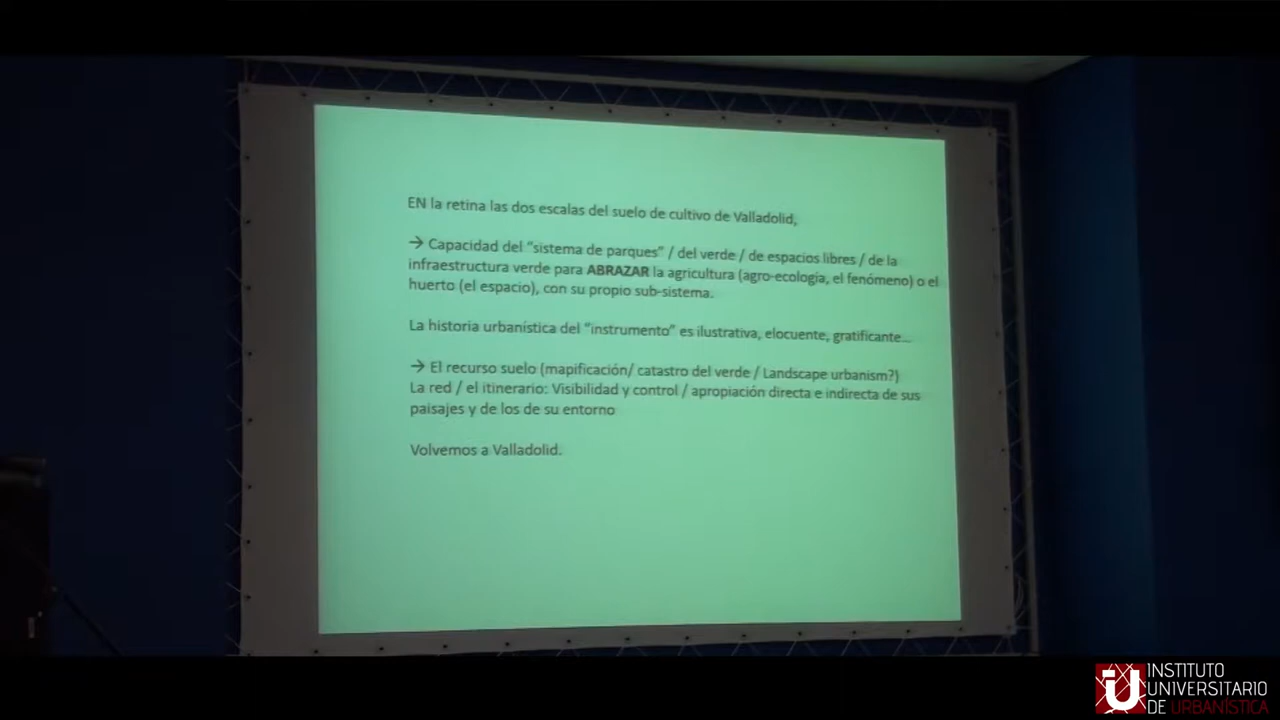 EN la retina las dos escalas del suelo de cultivo de Valladolid,
→ Capacidad del “sistema de parques” / del verde / de espacios libres / de la
infraestructura verde para ABRAZAR la agricultura (agro-ecología, el fenómeno) o el
huerto (el espacio), con su propio sub-sistema.
La historia urbanística del “instrumento” es ilustrativa, elocuente, gratificante...
→ El recurso suelo (mapificación/ catastro del verde / Landscape urbanism?)
La red / el itinerario: Visibilidad y control / apropiación directa e indirecta de sus
paisajes y de los de su entorno
Volvemos a Valladolid.
INSTITUTO
UNIVERSITARIO
DE URBANÍSTICA